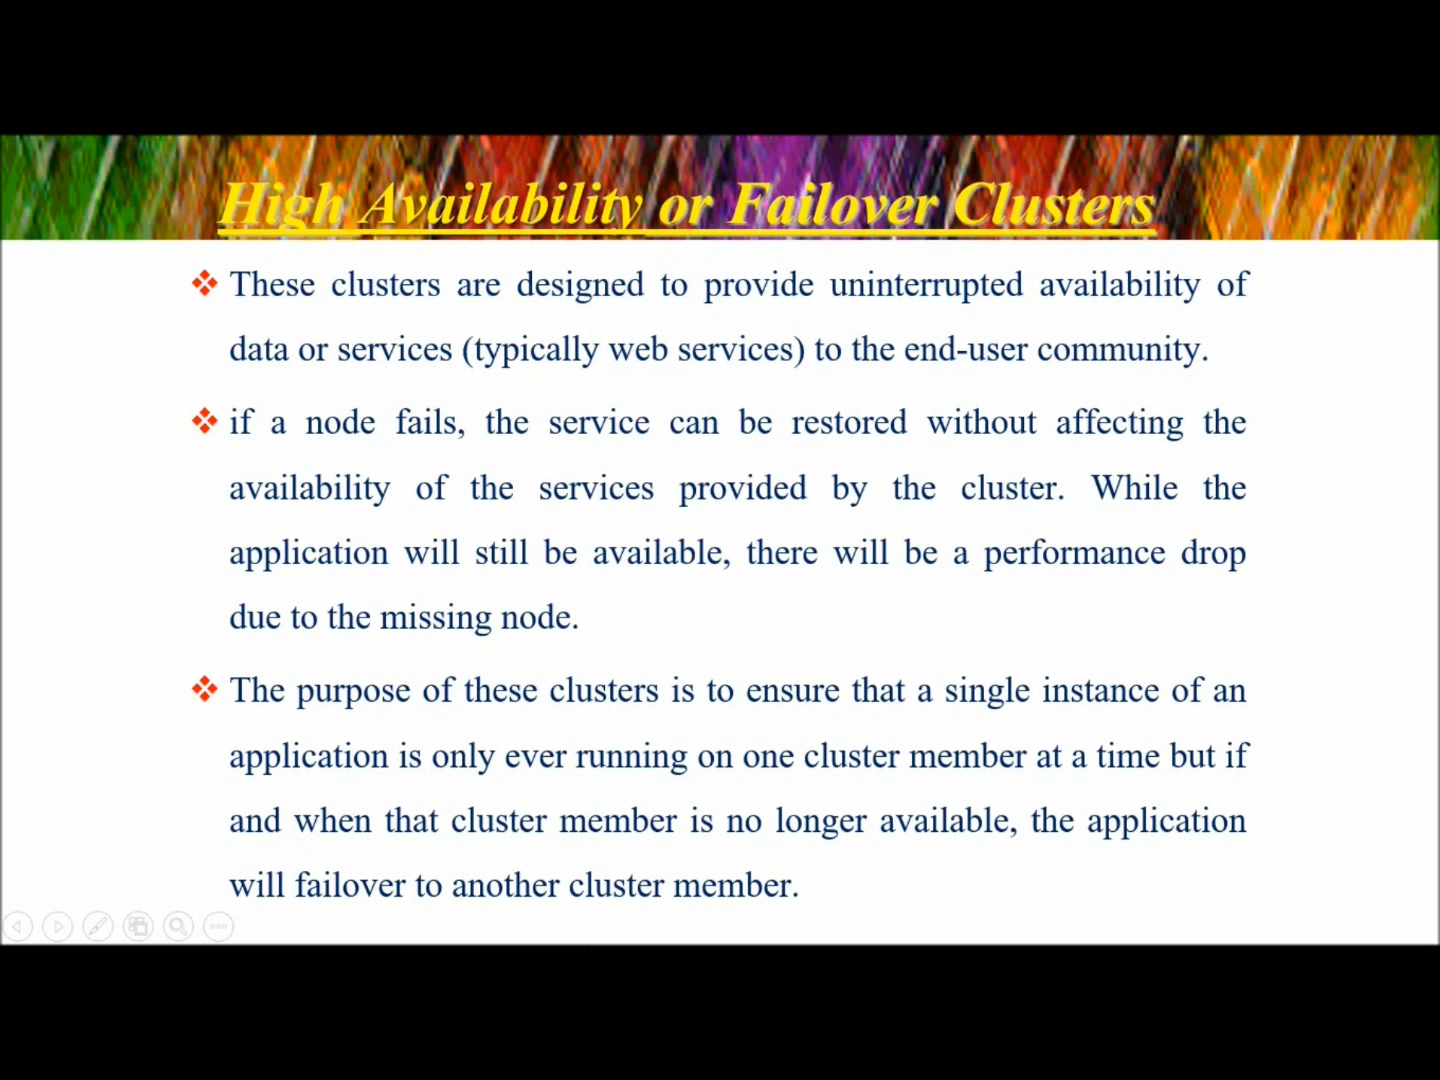 High Availability or Failover Clusters
These clusters are designed to provide uninterrupted availability of
data or services (typically web services) to the end-user community.
if a node fails, the service can be restored without affecting the
availability of the services provided by the cluster. While the
application will still be available, there will be a performance drop
due to the missing node.
The purpose of these clusters is to ensure that a single instance of an
application is only ever running on one cluster member at a time but if
and when that cluster member is no longer available, the application
will failover to another cluster member.